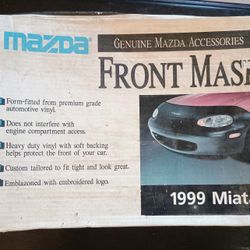 mazda
GENUINE MAZDA ACCESSORIES
FRONT MAS
Form-fitted from premium grade
automotive vinyl.
Does not interfere with
engine compartment access.
Heavy duty vinyl with soft backing
helps protect the front of your car.
Custom tailored to fit tight and look great.
Emblazoned with embroidered logo.
1999 Miat